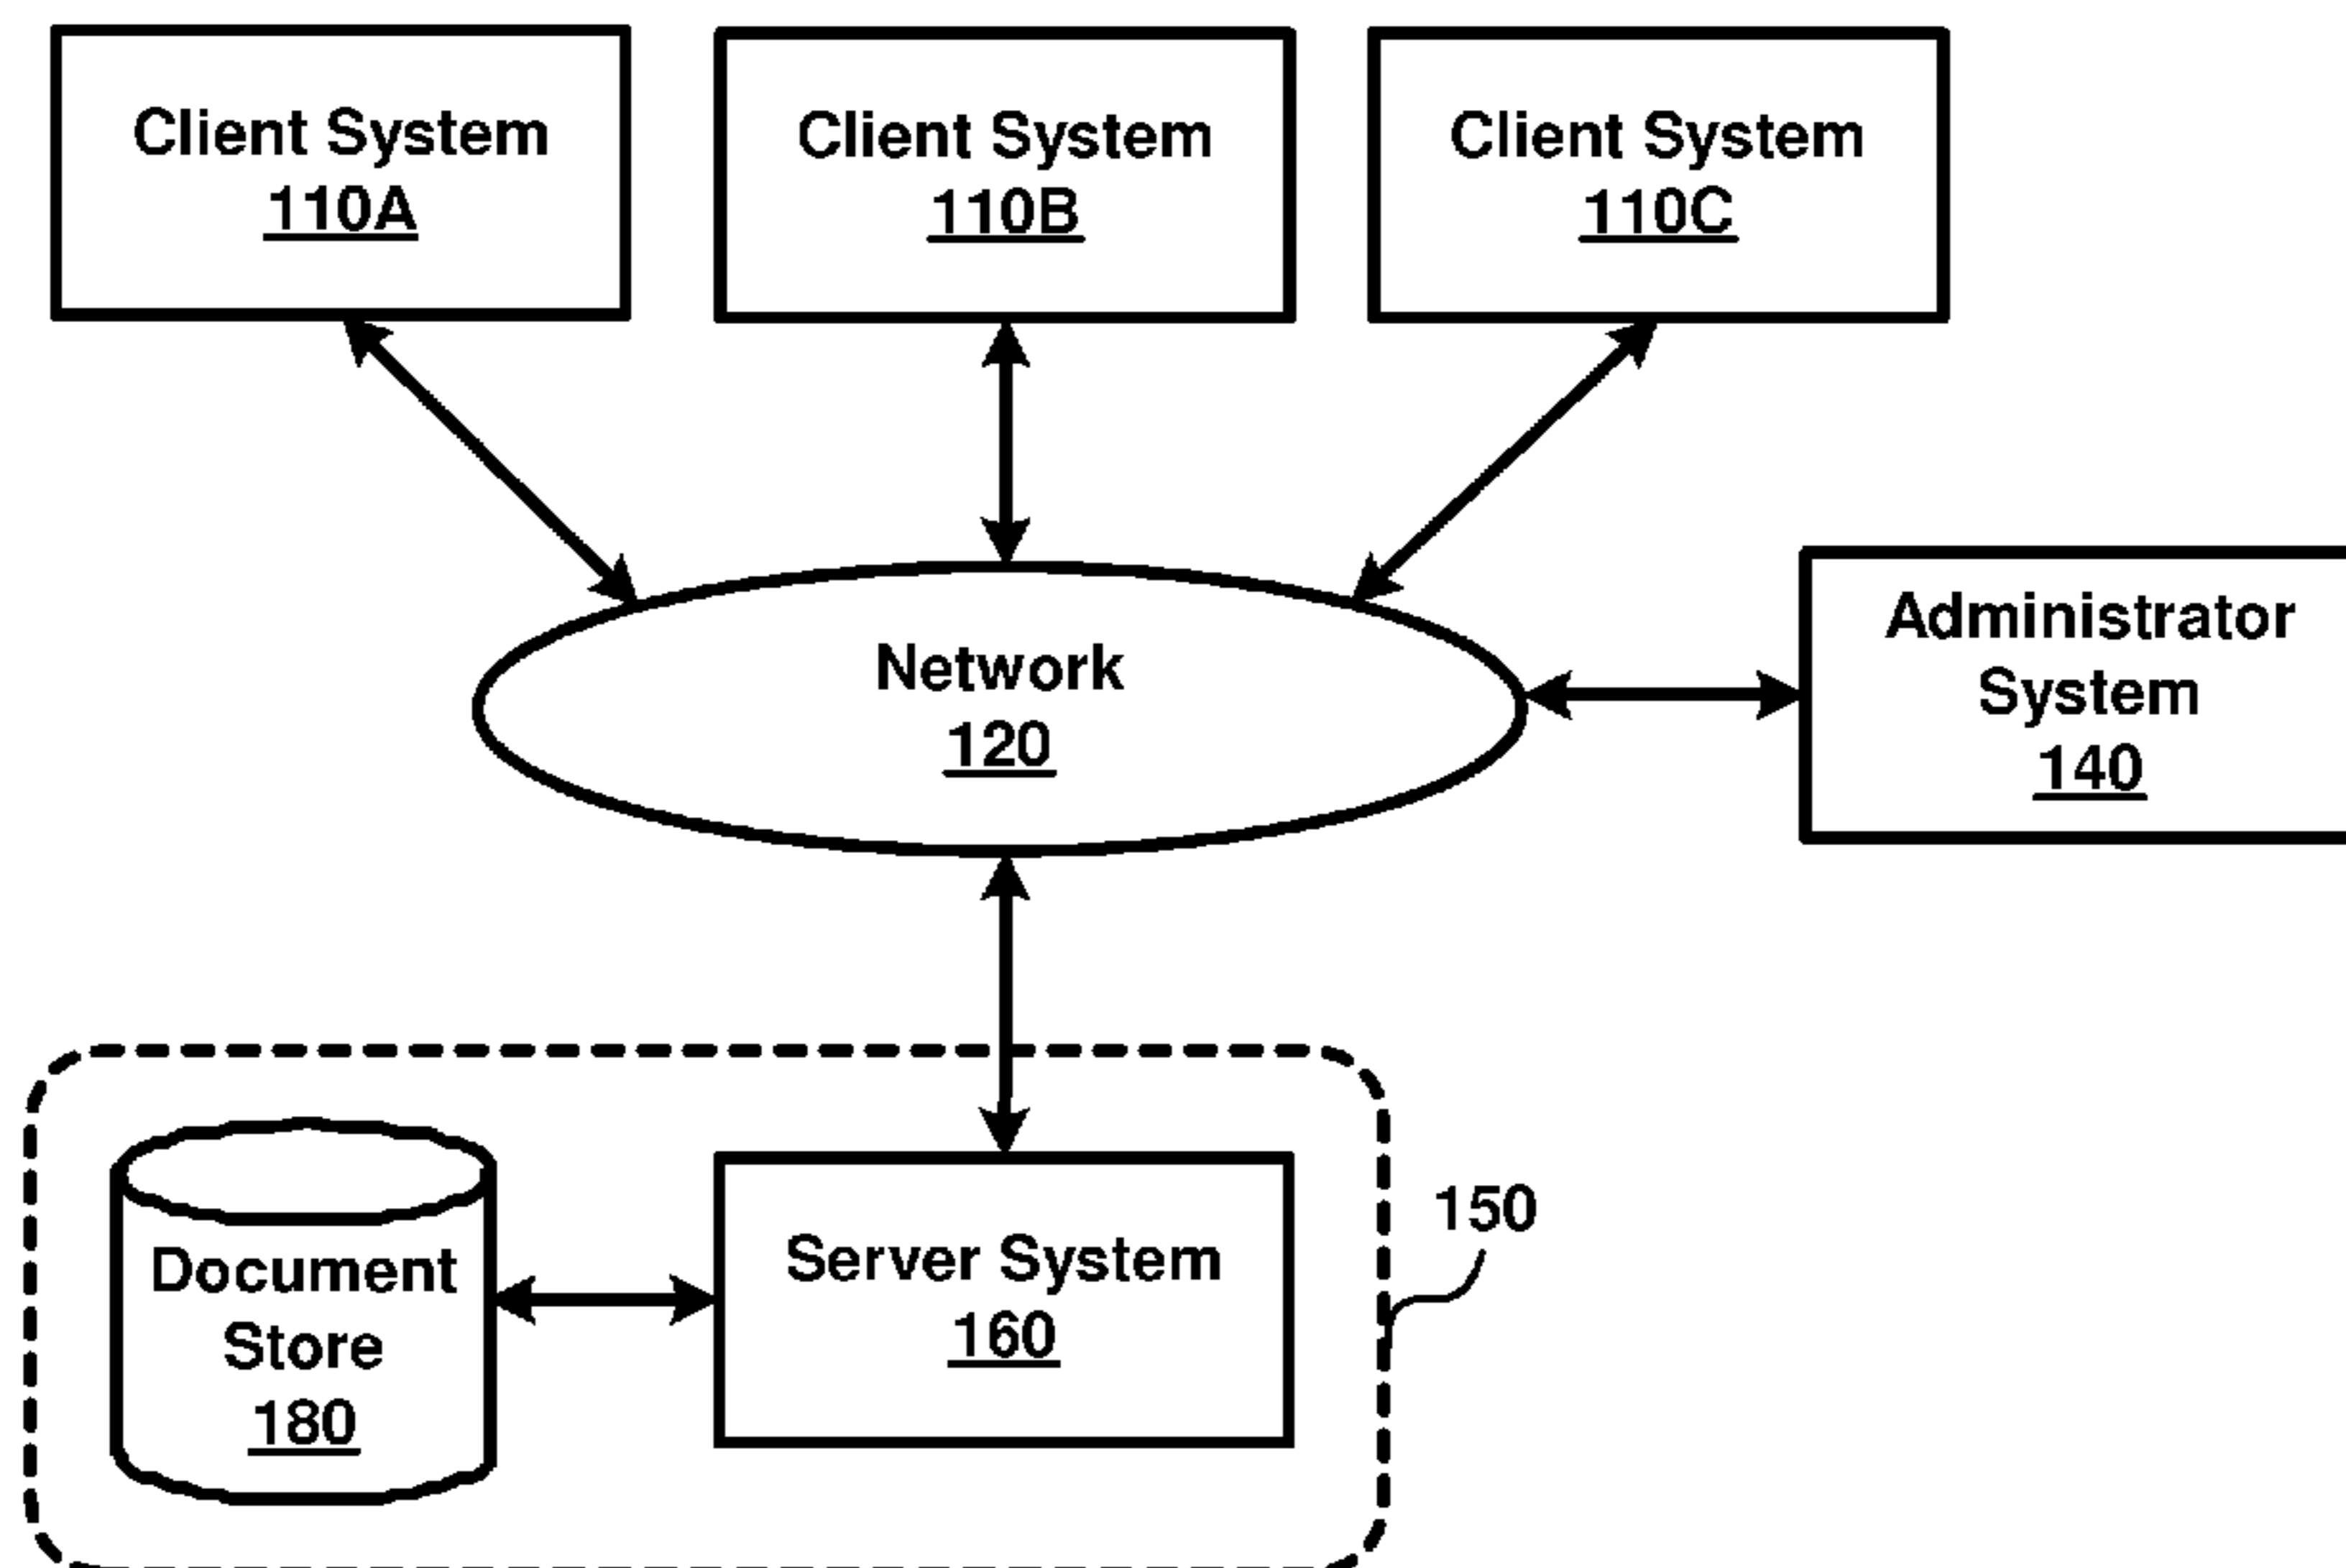 Client System
110A
Client System
110B
Client System
110C
Network
120
Administrator
System
140
Document
Store
180
Server System
160
150